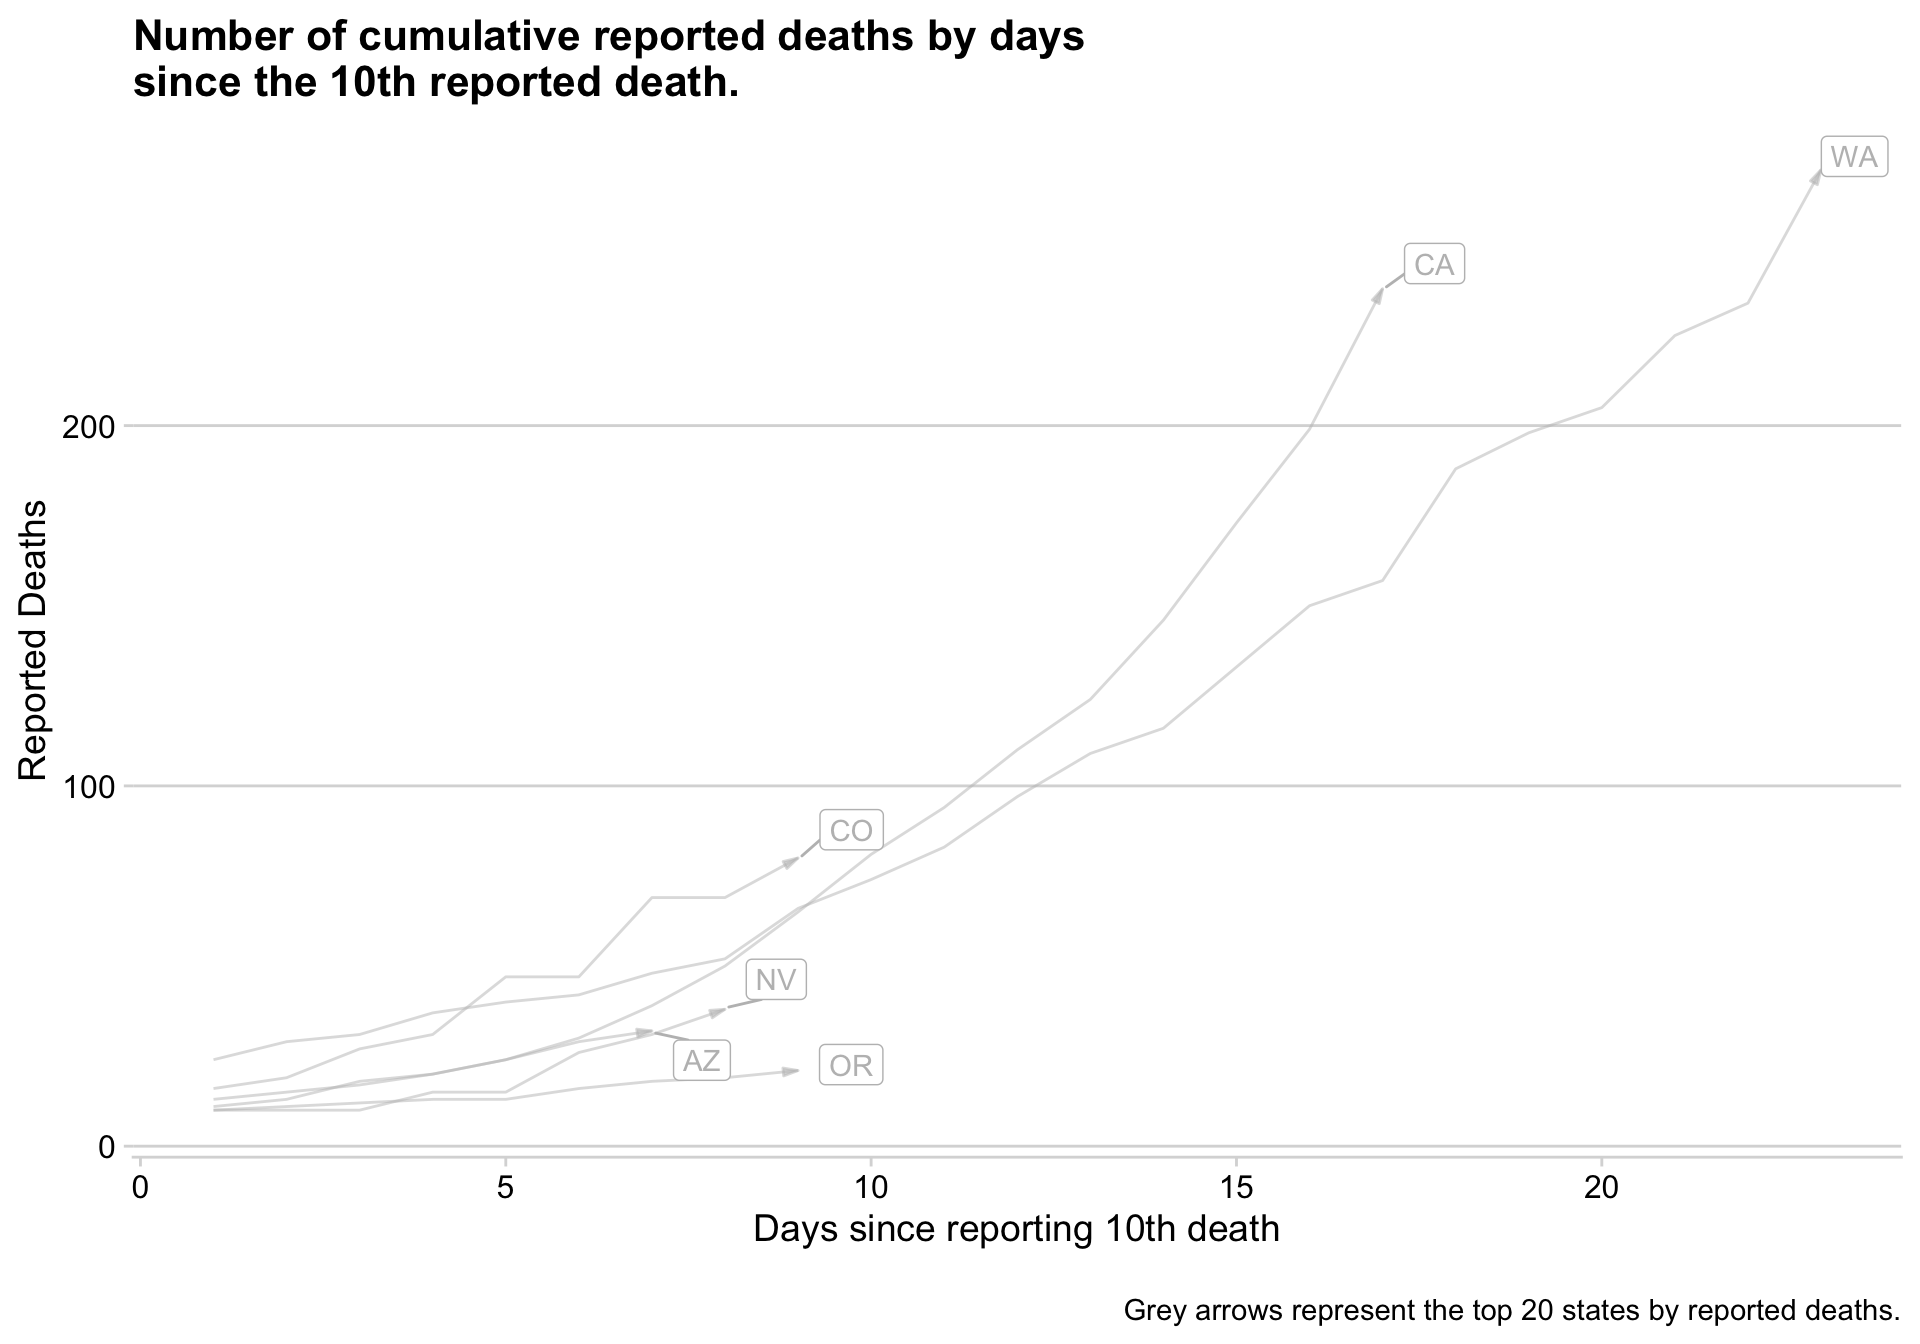 Number of cumulative reported deaths by days
since the 10th reported death.
WA
CA
200
Reported Deaths
100
CO
NV
AZ
OR
0
0 5 10 15 20
Days since reporting 10th death
Grey arrows represent the top 20 states by reported deaths.